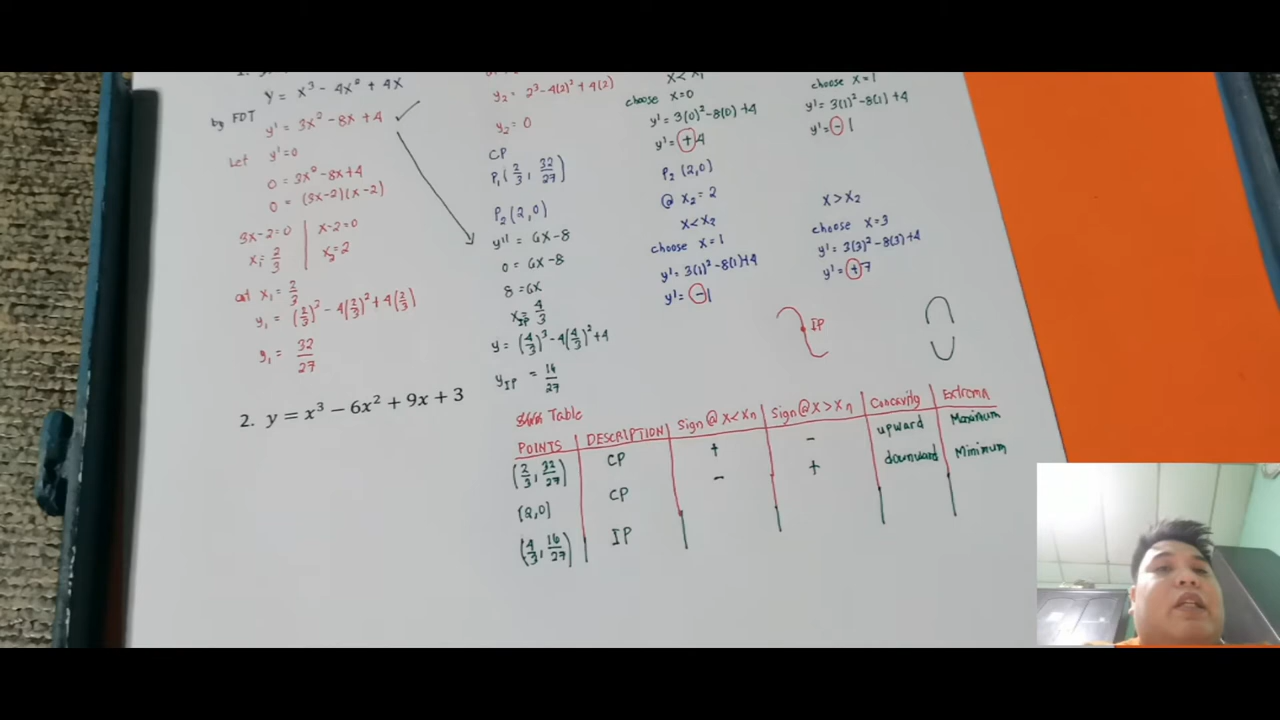 y = x³ - 4x² + 4x
by FDT
y' = 3x² - 8x + 4 ✓
Let y' = 0
0 = 3x² - 8x + 4
0 = (3x-2)(x-2)
3x-2=0 | x-2=0
x₁ = 2/3 | x₂ = 2
at x₁ = 2/3
y₁ = (2/3)² - 4(2/3)² + 4(2/3)
y₁ = 32/27
2. y = x³ − 6x² + 9x + 3
y₂ = 2³ - 4(2)² + 4(2)
y₂ = 0
CP
P₁(2/3, 32/27)
P₂(2,0)
y'' = 6x-8
0 = 6x-8
8 = 6x
x_IP = 4/3
y = (4/3)³ - 4(4/3)² + 4
y_IP = 16/27
x < x₁
choose x=0
y' = 3(0)² - 8(0) + 4
y' = +4
P₂ (2,0)
@ x₂ = 2
x < x₂
choose x=1
y' = 3(1)² - 8(1) + 4
y' = -1
choose x=1
y' = 3(1)² - 8(1) + 4
y' = -1
x > x₂
choose x=3
y' = 3(3)² - 8(3) + 4
y' = +7
IP
Table
POINTS | DESCRIPTION | Sign @ x < xn | Sign @ x > xn | Concavity | Extrema
(2/3, 32/27) | CP | + | - | upward | Maximum
(2,0) | CP | - | + | downward | Minimum
(4/3, 16/27) | IP